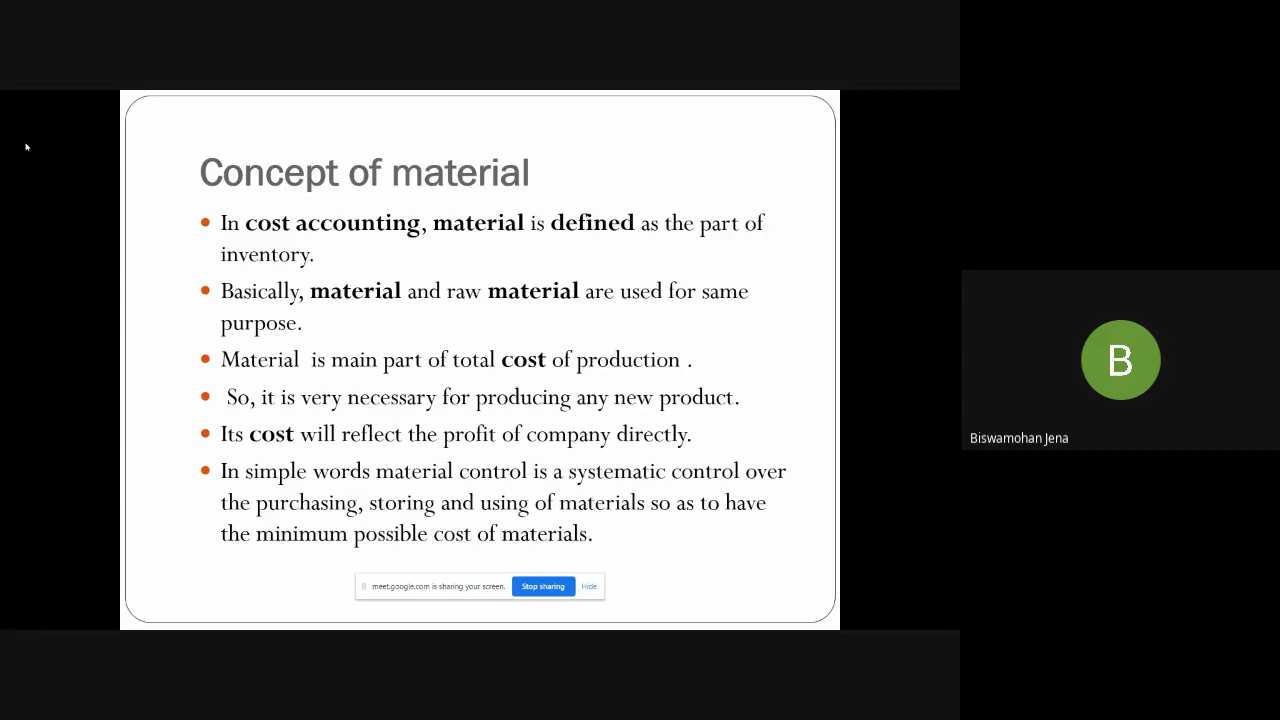 Concept of material
In cost accounting, material is defined as the part of
inventory.
Basically, material and raw material are used for same
purpose.
Material is main part of total cost of production .
So, it is very necessary for producing any new product.
Its cost will reflect the profit of company directly.
In simple words material control is a systematic control over
the purchasing, storing and using of materials so as to have
the minimum possible cost of materials.
meet.google.com is sharing your screen. Stop sharing Hide
B
Biswamohan Jena